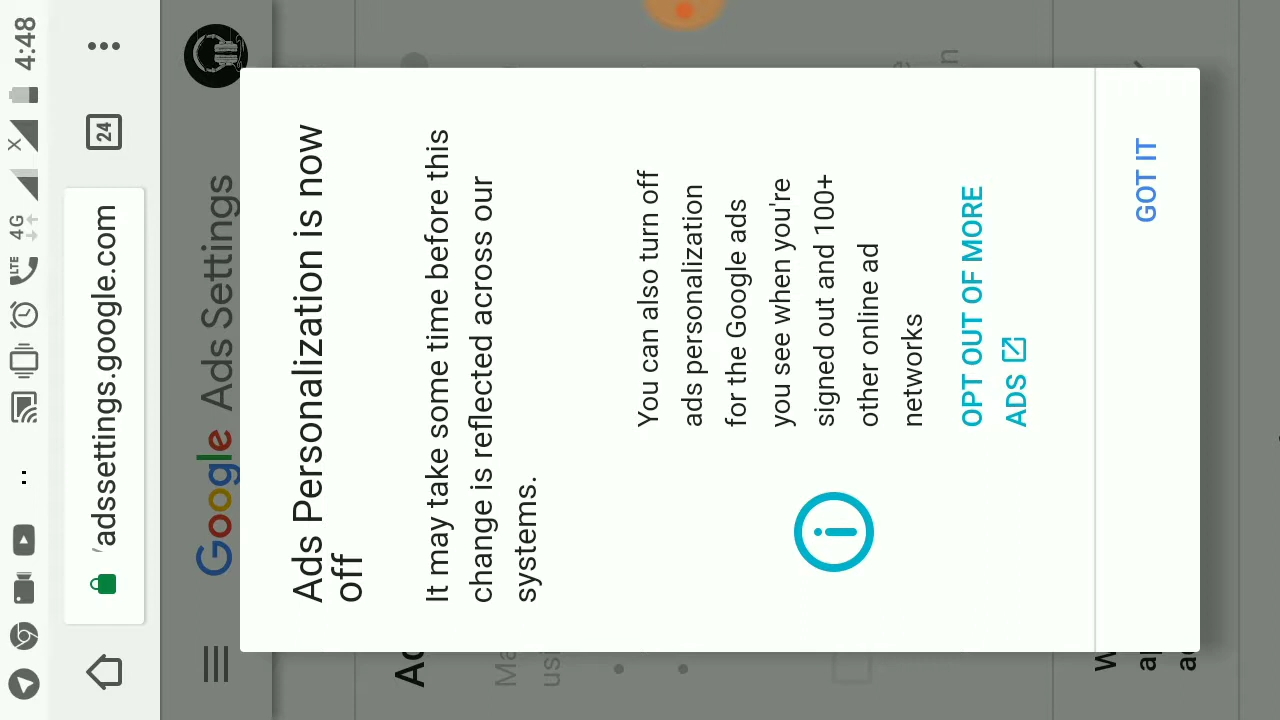 4G LTE X 4:48
adssettings.google.com 24
Google Ads Settings
Ads Personalization is now
off
It may take some time before this
change is reflected across our
systems.
You can also turn off
ads personalization
for the Google ads
you see when you're
signed out and 100+
other online ad
networks
OPT OUT OF MORE
ADS
GOT IT